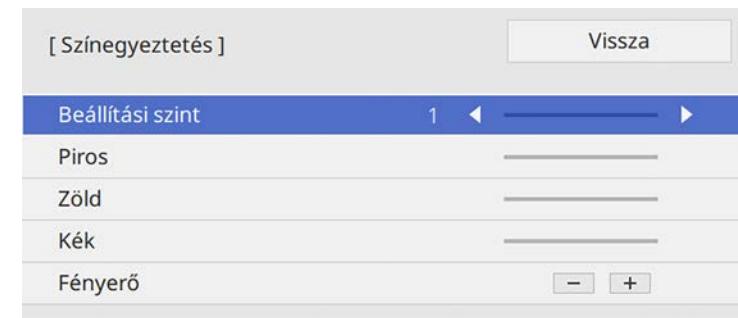 [ Színegyeztetés ]
Vissza
Beállítási szint 1
Piros
Zöld
Kék
Fényerő − +